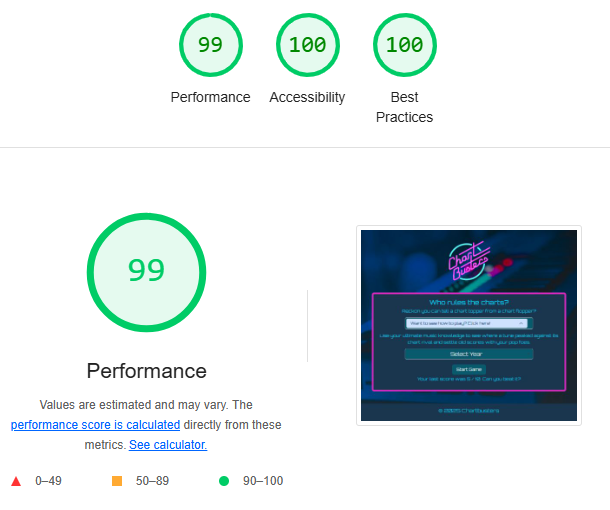 99
100
100
Performance
Accessibility
Best
Practices
99
Performance
Values are estimated and may vary. The
performance score is calculated directly from these
metrics. See calculator.
0–49
50–89
90–100
Chart
Busters
Who rules the charts?
Reckon you can tell a chart topper from a chart flopper?
Want to see how to play? Click here!
Use your ultimate music knowledge to see where a tune peaked against its
chart rival and settle old scores with your pop
Select Year
Start Game
Your last score was 5 / 10. Can you beat it?
© 2025 Chartbusters